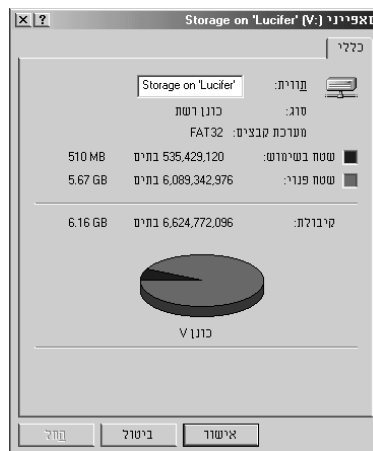 מאפייני Storage on 'Lucifer' (V:)
כללי
תווית: Storage on 'Lucifer'
סוג: כונן רשת
מערכת קבצים: FAT32
שטח בשימוש: 535,429,120 בתים 510 MB
שטח פנוי: 6,089,342,976 בתים 5.67 GB
קיבולת: 6,624,772,096 בתים 6.16 GB
כונן V
אישור ביטול החל